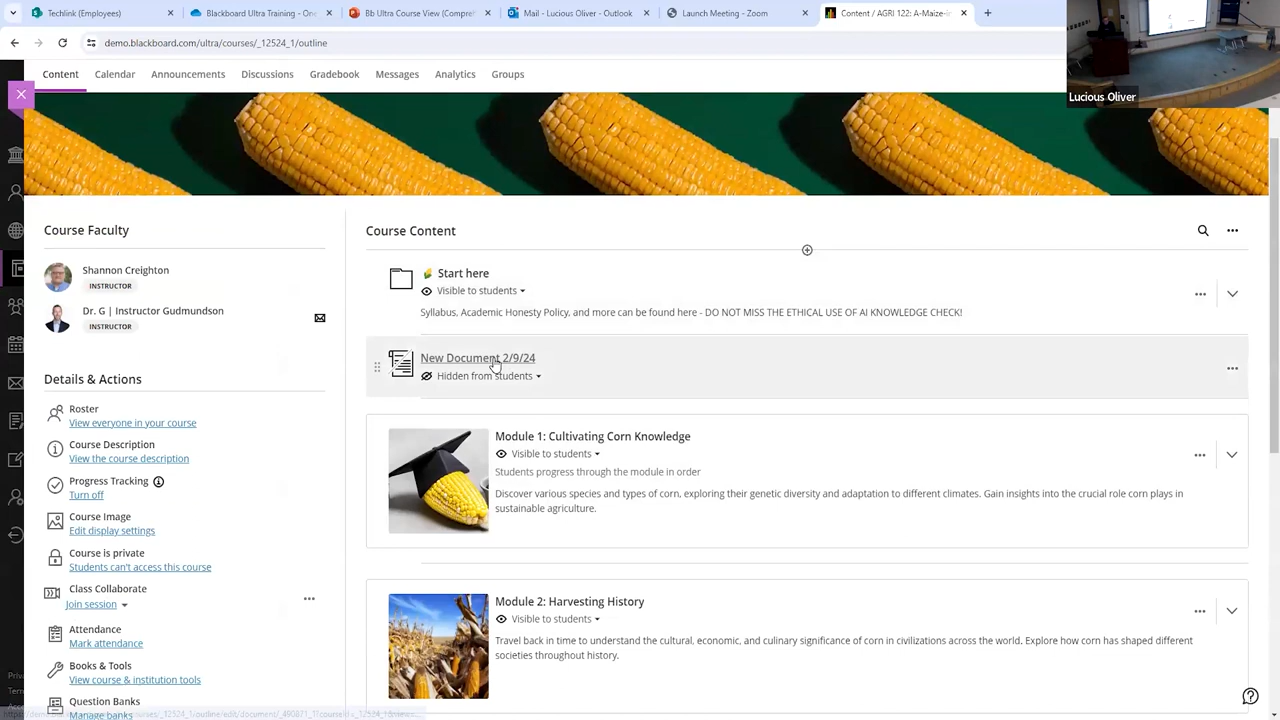 Techlink
Blackboard Ultra Training - One
Bb Ultra Course View (Compre
Mail - Lucious Oliver - Outlook
Launch Meeting - Zoom
Content / AGRI 122: A-Maize-in
demo.blackboard.com/ultra/courses/_12524_1/outline
Content
Calendar
Announcements
Discussions
Gradebook
Messages
Analytics
Groups
Lucious Oliver
Course Faculty
Shannon Creighton
INSTRUCTOR
Dr. G | Instructor Gudmundson
INSTRUCTOR
Details & Actions
Roster
View everyone in your course
Course Description
View the course description
Progress Tracking
Turn off
Course Image
Edit display settings
Course is private
Students can't access this course
Class Collaborate
Join session
Attendance
Mark attendance
Books & Tools
View course & institution tools
Question Banks
Manage banks
Course Content
Start here
Visible to students
Syllabus, Academic Honesty Policy, and more can be found here - DO NOT MISS THE ETHICAL USE OF AI KNOWLEDGE CHECK!
New Document 2/9/24
Hidden from students
Module 1: Cultivating Corn Knowledge
Visible to students
Students progress through the module in order
Discover various species and types of corn, exploring their genetic diversity and adaptation to different climates. Gain insights into the crucial role corn plays in
sustainable agriculture.
Module 2: Harvesting History
Visible to students
Travel back in time to understand the cultural, economic, and culinary significance of corn in civilizations across the world. Explore how corn has shaped different
societies throughout history.